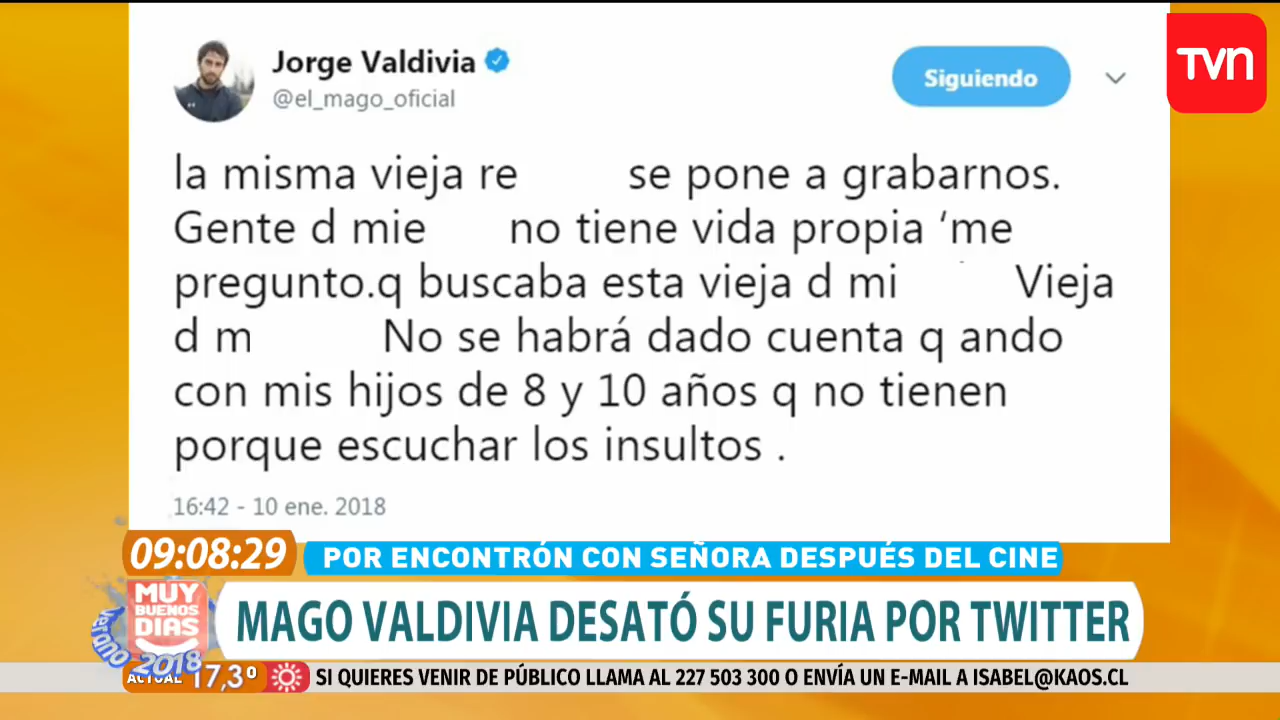 Jorge Valdivia
@el_mago_oficial
Siguiendo
TVN
la misma vieja re se pone a grabarnos.
Gente d mie no tiene vida propia ‘me
pregunto.q buscaba esta vieja d mi Vieja
d m No se habrá dado cuenta q ando
con mis hijos de 8 y 10 años q no tienen
porque escuchar los insultos .
16:42 - 10 ene. 2018
09:08:29
POR ENCONTRÓN CON SEÑORA DESPUÉS DEL CINE
MUY
BUENOS
DIAS
Verano 2018
MAGO VALDIVIA DESATÓ SU FURIA POR TWITTER
ACTUAL 17,3º
SI QUIERES VENIR DE PÚBLICO LLAMA AL 227 503 300 O ENVÍA UN E-MAIL A ISABEL@KAOS.CL